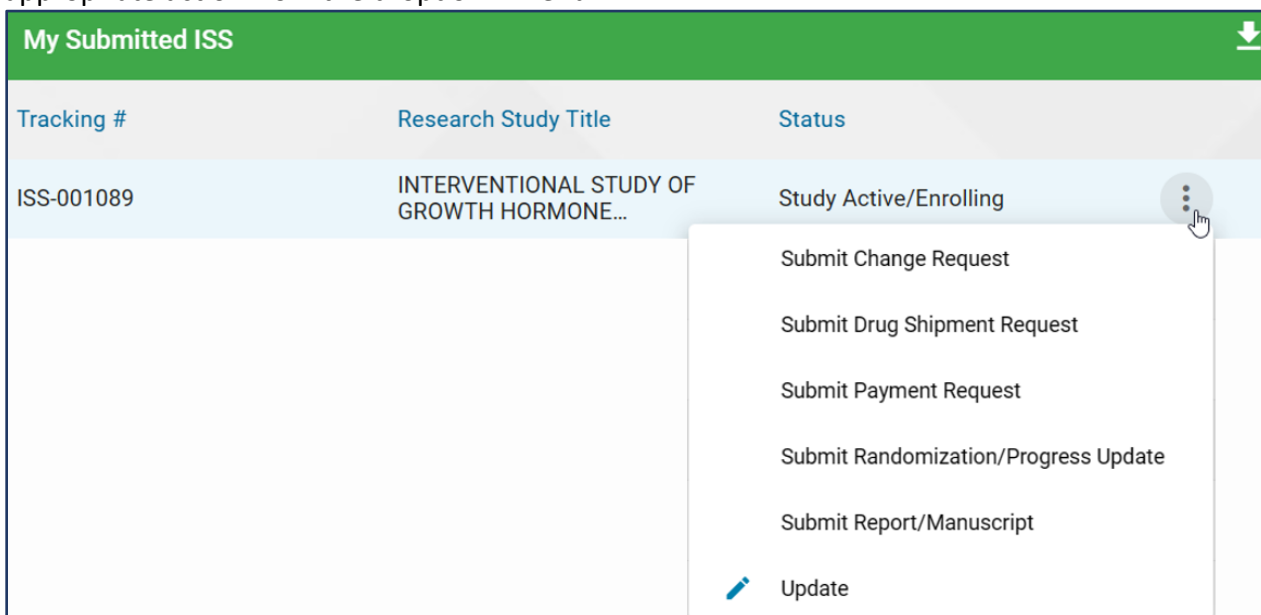 My Submitted ISS
Tracking # Research Study Title Status
ISS-001089 INTERVENTIONAL STUDY OF GROWTH HORMONE... Study Active/Enrolling
Submit Change Request
Submit Drug Shipment Request
Submit Payment Request
Submit Randomization/Progress Update
Submit Report/Manuscript
Update